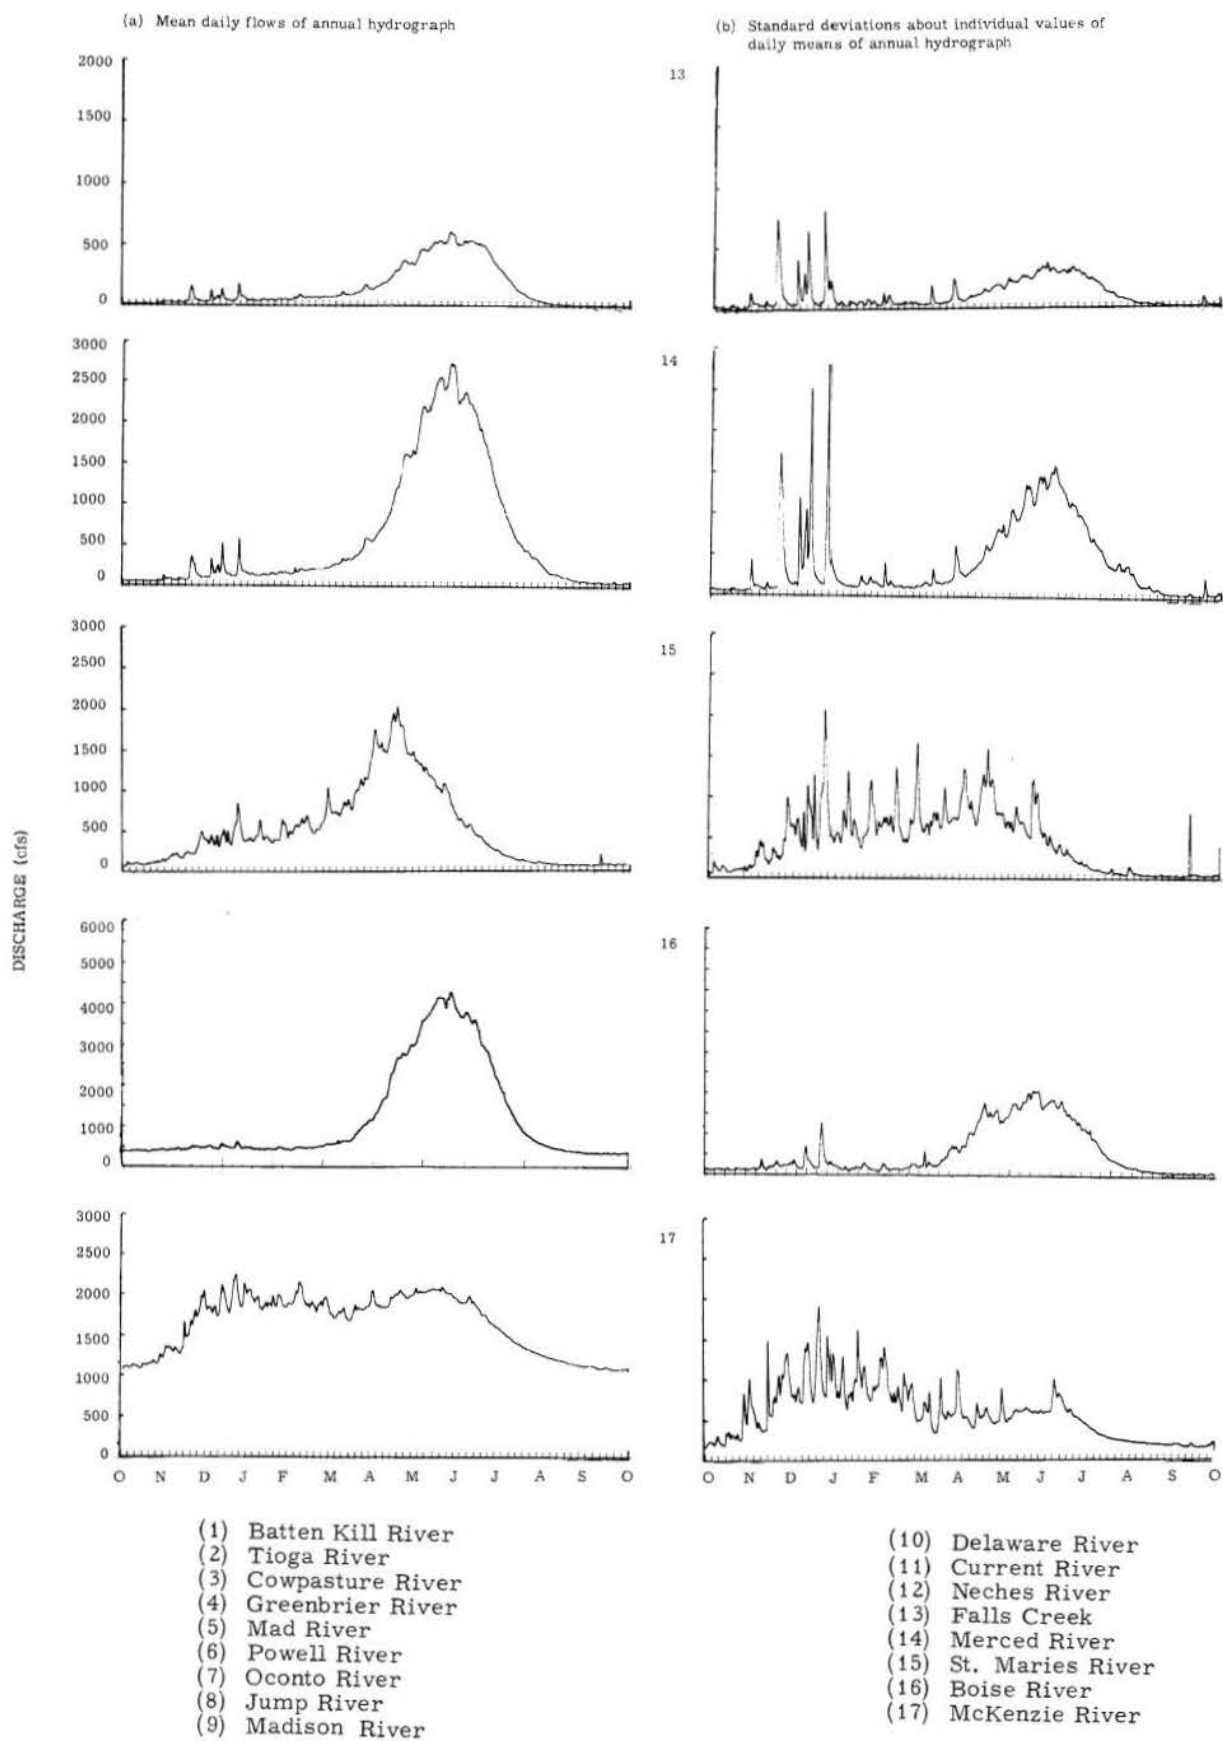 (a) Mean daily flows of annual hydrograph
(b) Standard deviations about individual values of
daily means of annual hydrograph
2000
1500
1000
500
0
13
3000
2500
2000
1500
1000
500
0
14
3000
2500
2000
1500
1000
500
0
15
DISCHARGE (cfs)
6000
5000
4000
3000
2000
1000
0
16
3000
2500
2000
1500
1000
500
0
17
O N D J F M A M J J A S O
O N D J F M A M J J A S O
(1) Batten Kill River
(2) Tioga River
(3) Cowpasture River
(4) Greenbrier River
(5) Mad River
(6) Powell River
(7) Oconto River
(8) Jump River
(9) Madison River
(10) Delaware River
(11) Current River
(12) Neches River
(13) Falls Creek
(14) Merced River
(15) St. Maries River
(16) Boise River
(17) McKenzie River